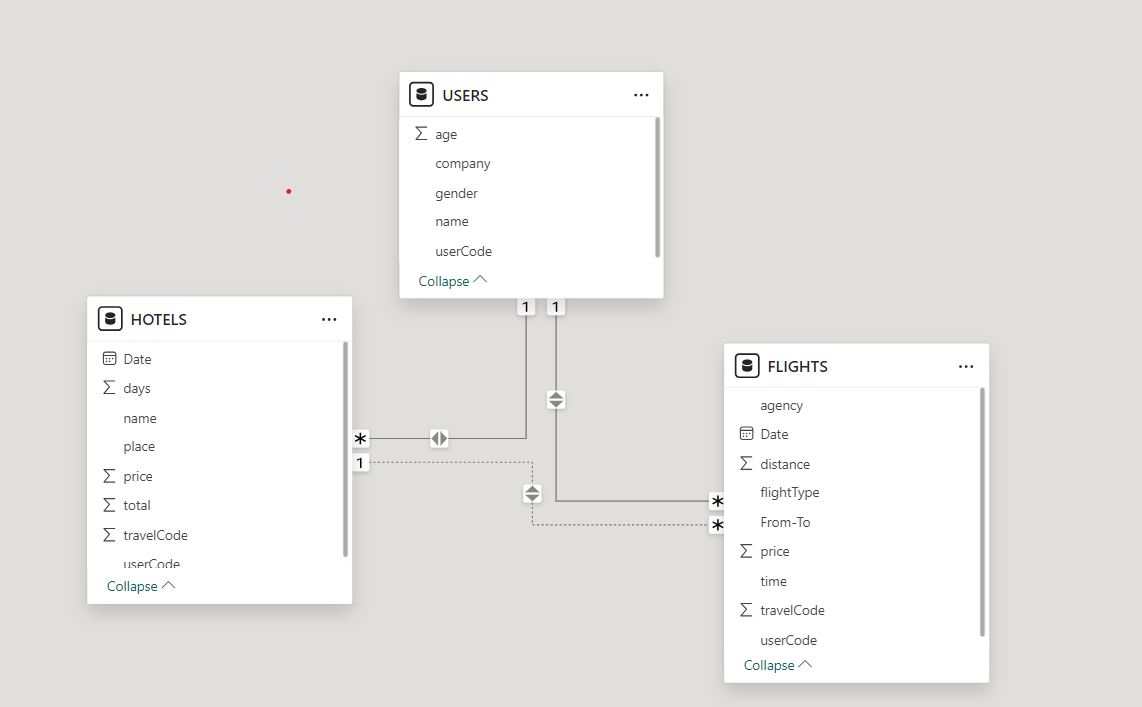 USERS
age
company
gender
name
userCode
Collapse
1 1
HOTELS
Date
days
name
place
price
total
travelCode
userCode
Collapse
*
1
FLIGHTS
agency
Date
distance
flightType
From-To
price
time
travelCode
userCode
Collapse
*
*